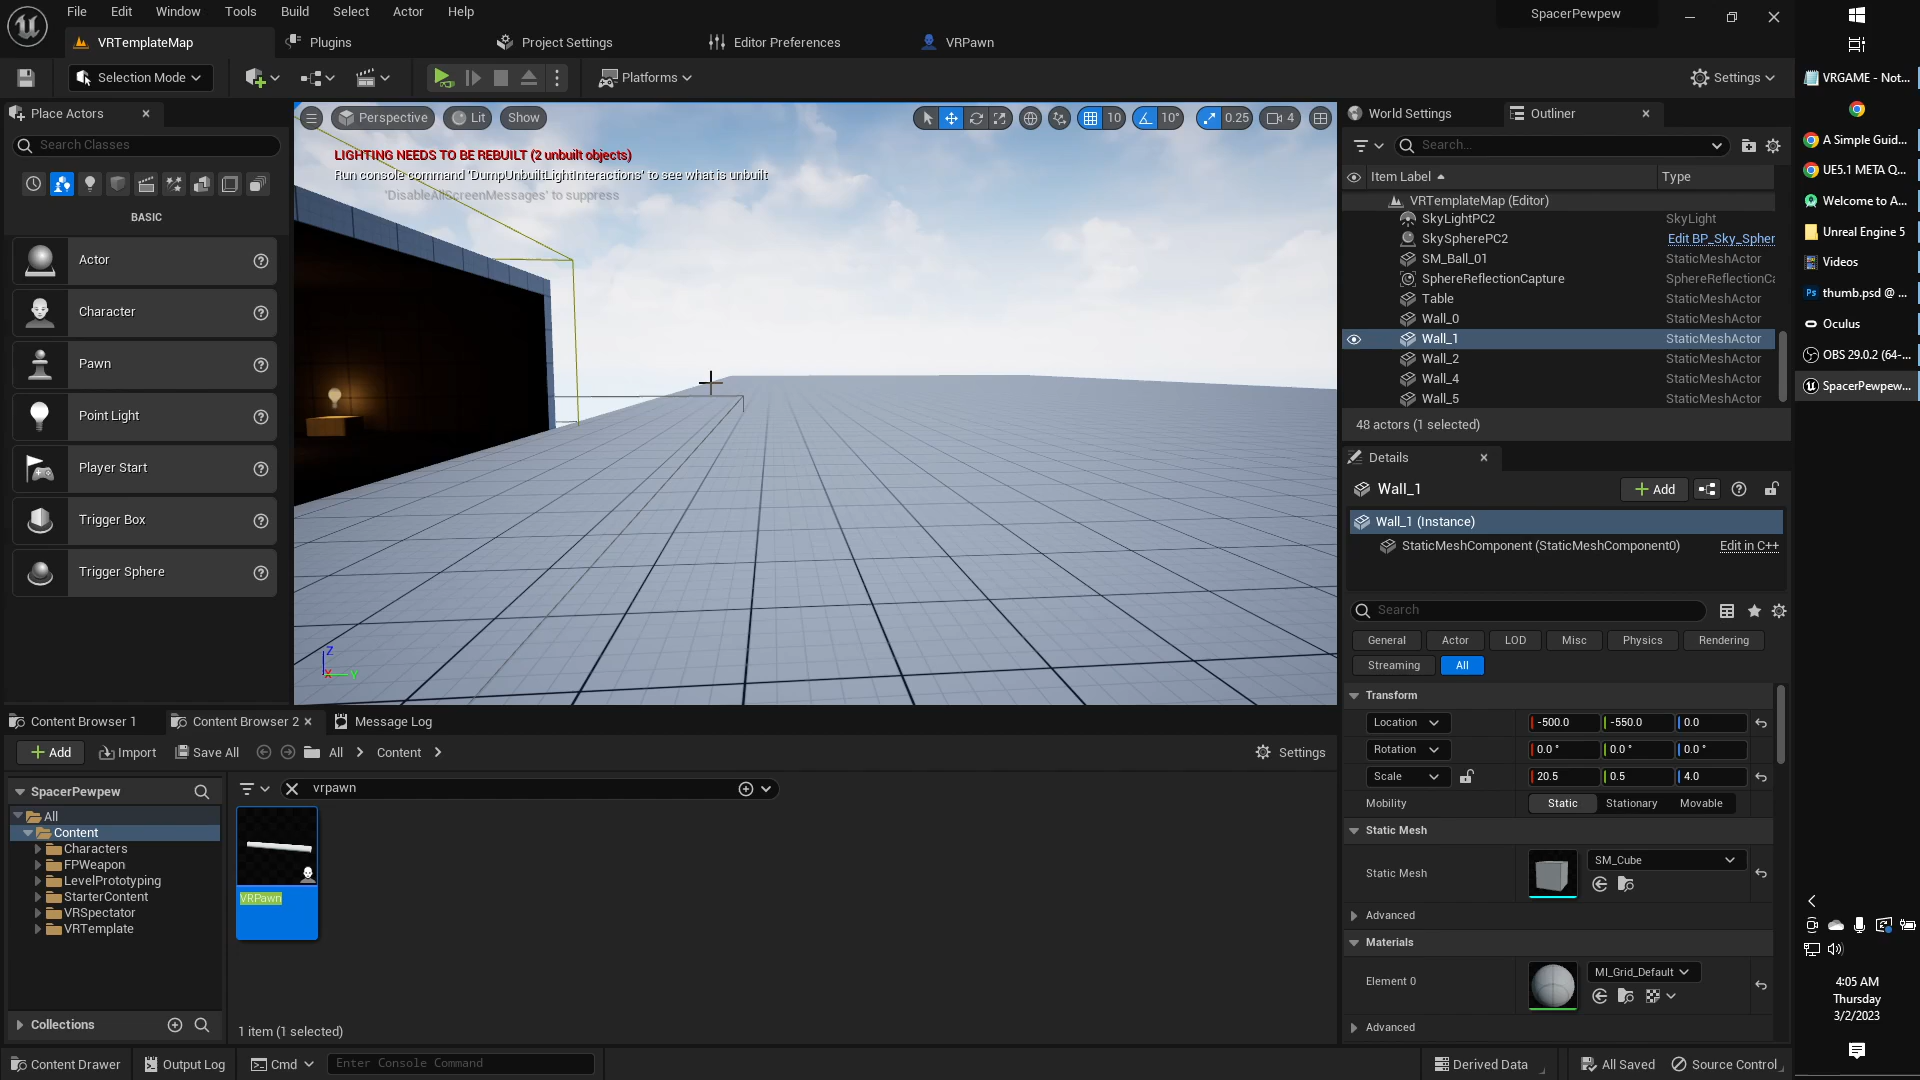 File Edit Window Tools Build Select Actor Help
SpacerPewpew
VRTemplateMap
Plugins
Project Settings
Editor Preferences
VRPawn
Selection Mode
Platforms
Settings
Place Actors
Search Classes
BASIC
Actor
Character
Pawn
Point Light
Player Start
Trigger Box
Trigger Sphere
Perspective
Lit
Show
10
10°
0.25
4
LIGHTING NEEDS TO BE REBUILT (2 unbuilt objects)
Run console command 'DumpUnbuiltLightInteractions' to see what is unbuilt
'DisableAllScreenMessages' to suppress
Z
X
Y
World Settings
Outliner
Search...
Item Label
Type
VRTemplateMap (Editor)
SkyLightPC2 SkyLight
SkySpherePC2 Edit BP_Sky_Spher
SM_Ball_01 StaticMeshActor
SphereReflectionCapture SphereReflectionCa
Table StaticMeshActor
Wall_0 StaticMeshActor
Wall_1 StaticMeshActor
Wall_2 StaticMeshActor
Wall_4 StaticMeshActor
Wall_5 StaticMeshActor
48 actors (1 selected)
Details
Wall_1
Add
Wall_1 (Instance)
StaticMeshComponent (StaticMeshComponent0) Edit in C++
Search
General Actor LOD Misc Physics Rendering
Streaming All
Transform
Location -500.0 -550.0 0.0
Rotation 0.0 ° 0.0 ° 0.0 °
Scale 20.5 0.5 4.0
Mobility Static Stationary Movable
Static Mesh
Static Mesh SM_Cube
Advanced
Materials
Element 0 MI_Grid_Default
Advanced
Content Browser 1
Content Browser 2
Message Log
Add
Import
Save All
All
Content
Settings
SpacerPewpew
All
Content
Characters
FPWeapon
LevelPrototyping
StarterContent
VRSpectator
VRTemplate
Collections
vrpawn
VRPawn
1 item (1 selected)
Content Drawer
Output Log
Cmd
Enter Console Command
Derived Data
All Saved
Source Control
VRGAME - Not...
A Simple Guid...
UE5.1 META Q...
Welcome to A...
Unreal Engine 5
Videos
thumb.psd @ ...
Oculus
OBS 29.0.2 (64-...
SpacerPewpew...
4:05 AM
Thursday
3/2/2023